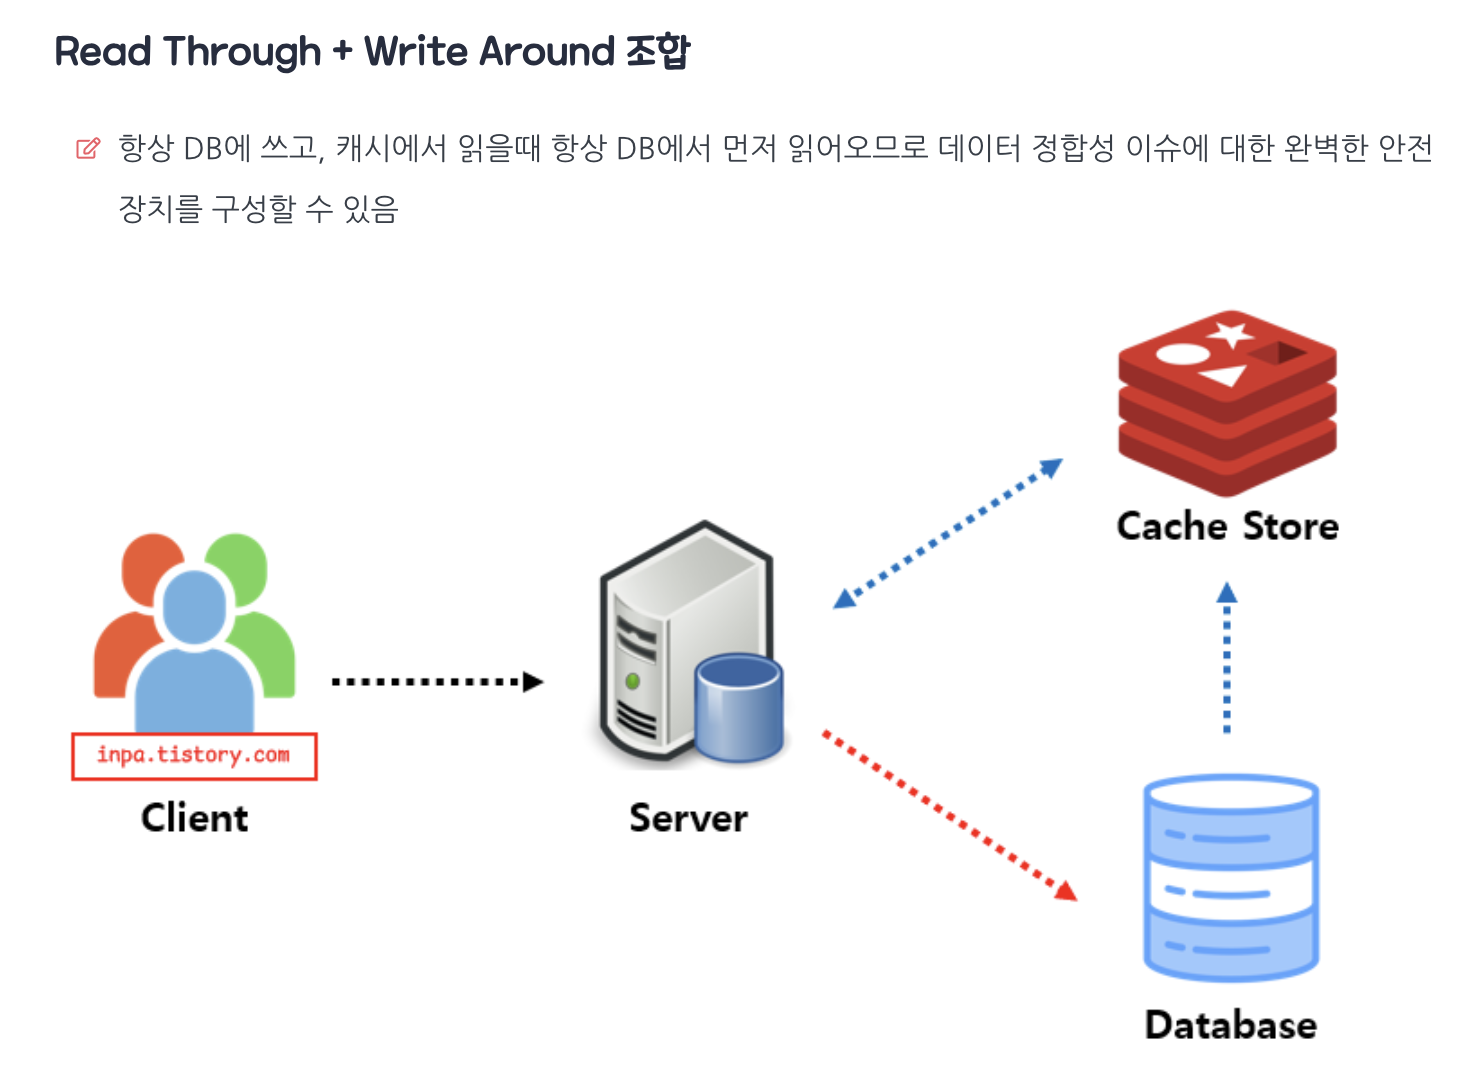 Read Through + Write Around 조합
항상 DB에 쓰고, 캐시에서 읽을때 항상 DB에서 먼저 읽어오므로 데이터 정합성 이슈에 대한 완벽한 안전
장치를 구성할 수 있음
Cache Store
inpa.tistory.com
Client
Server
Database